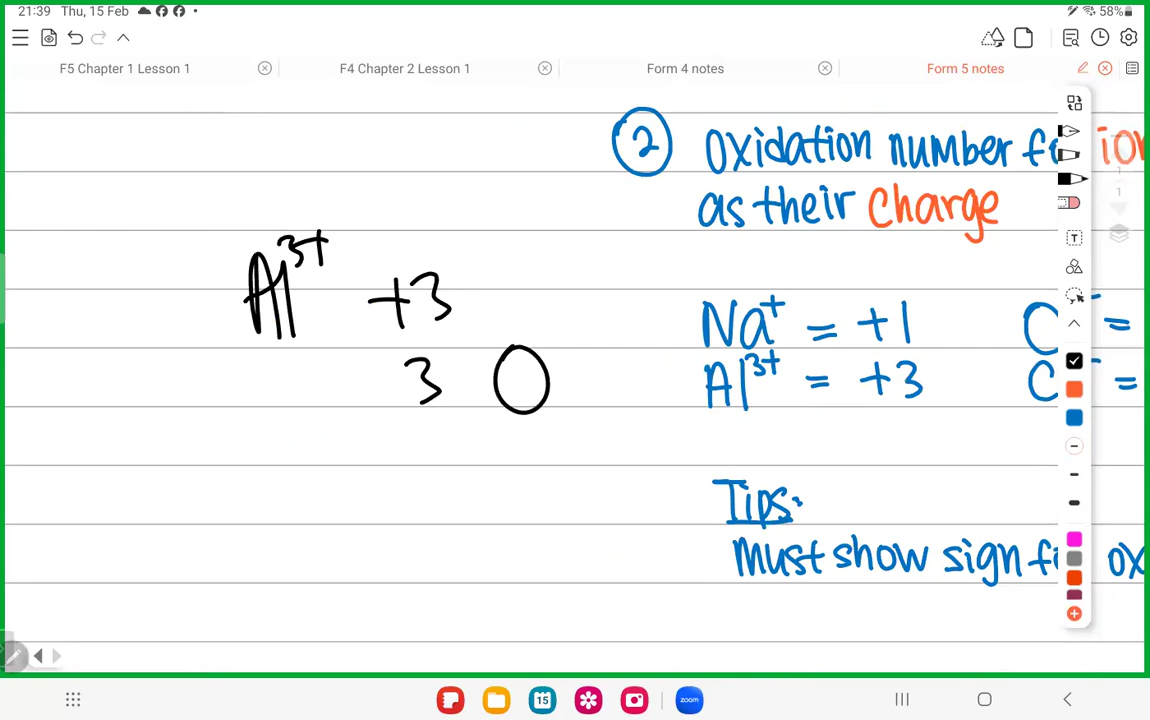 21:39 Thu, 15 Feb
58%
F5 Chapter 1 Lesson 1
F4 Chapter 2 Lesson 1
Form 4 notes
Form 5 notes
② Oxidation number
as their charge
Al³⁺ +3
3 0
Na⁺ = +1
=
Al³⁺ = +3
=
Tips:
Must show sign
T
15
zoom